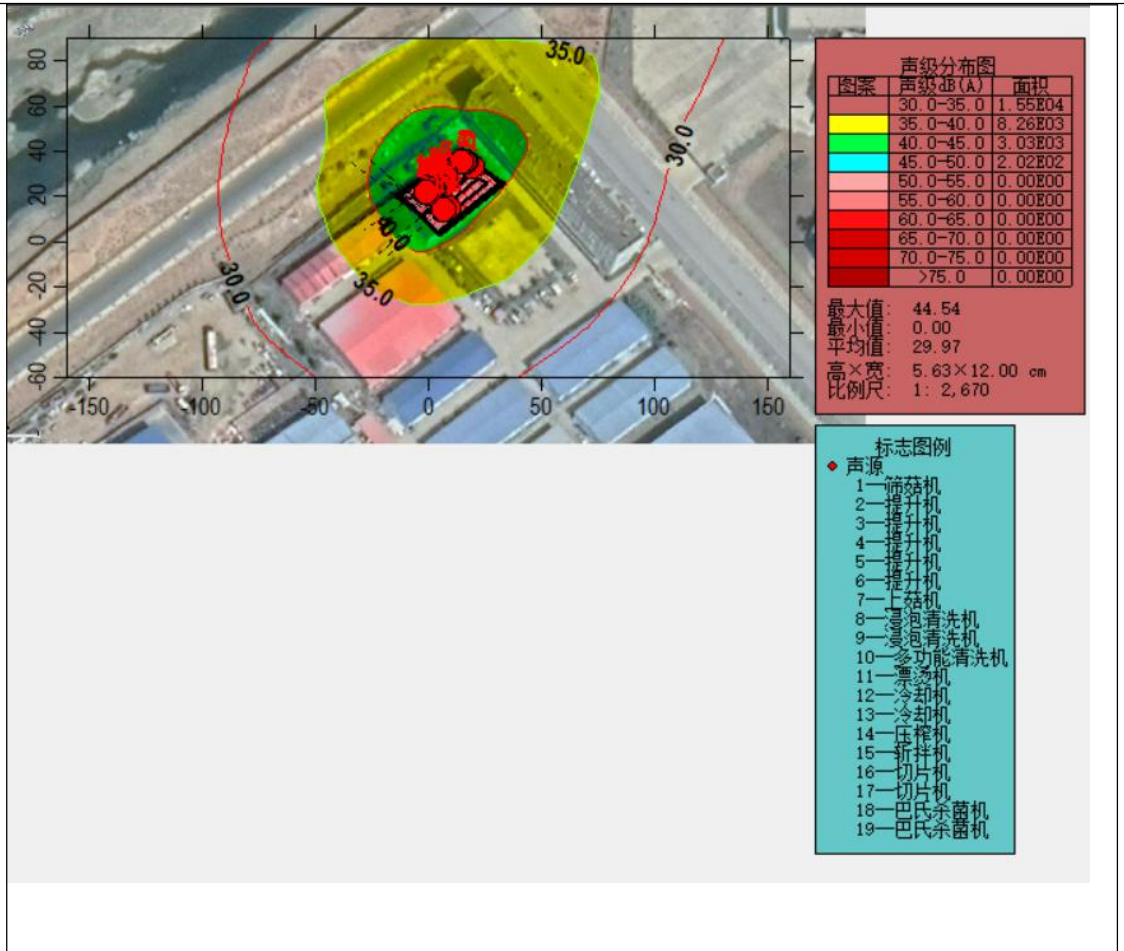 35.0
30.0
30.0
40.0
35.0
80
60
40
20
0
-20
-40
-60
-150 -100 -50 0 50 100 150
声级分布图
图案 声级dB(A) 面积
30.0-35.0 1.55E04
35.0-40.0 8.26E03
40.0-45.0 3.03E03
45.0-50.0 2.02E02
50.0-55.0 0.00E00
55.0-60.0 0.00E00
60.0-65.0 0.00E00
65.0-70.0 0.00E00
70.0-75.0 0.00E00
>75.0 0.00E00
最大值: 44.54
最小值: 0.00
平均值: 29.97
高×宽: 5.63×12.00 cm
比例尺: 1: 2,670
标志图例
声源
1—筛菇机
2—提升机
3—提升机
4—提升机
5—提升机
6—提升机
7—上菇机
8—浸泡清洗机
9—浸泡清洗机
10—多功能清洗机
11—漂烫机
12—冷却机
13—冷却机
14—压榨机
15—斩拌机
16—切片机
17—切片机
18—巴氏杀菌机
19—巴氏杀菌机